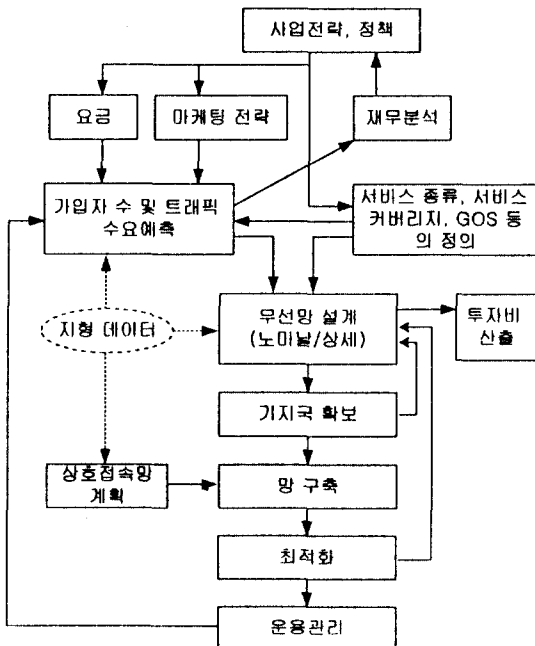 사업전략, 정책
요금
마케팅 전략
재무분석
가입자 수 및 트래픽
수요예측
서비스 종류, 서비스
커버리지, GOS 등
의 정의
지형 데이터
무선망 설계
(노미날/상세)
투자비
산출
기지국 확보
상호접속망
계획
망 구축
최적화
운용관리